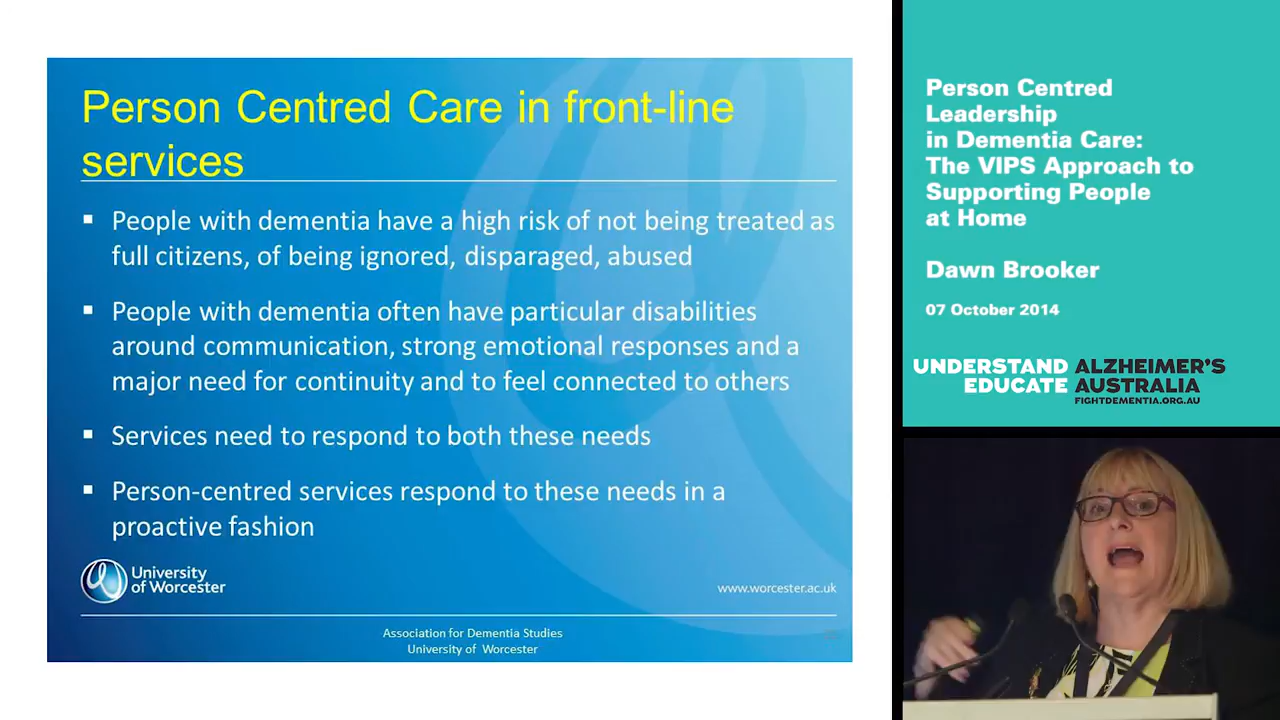 Person Centred Care in front-line
services
▪ People with dementia have a high risk of not being treated as
full citizens, of being ignored, disparaged, abused
▪ People with dementia often have particular disabilities
around communication, strong emotional responses and a
major need for continuity and to feel connected to others
▪ Services need to respond to both these needs
▪ Person-centred services respond to these needs in a
proactive fashion
University
of Worcester
www.worcester.ac.uk
Association for Dementia Studies
University of Worcester
Person Centred
Leadership
in Dementia Care:
The VIPS Approach to
Supporting People
at Home
Dawn Brooker
07 October 2014
UNDERSTAND ALZHEIMER'S
EDUCATE AUSTRALIA
FIGHTDEMENTIA.ORG.AU